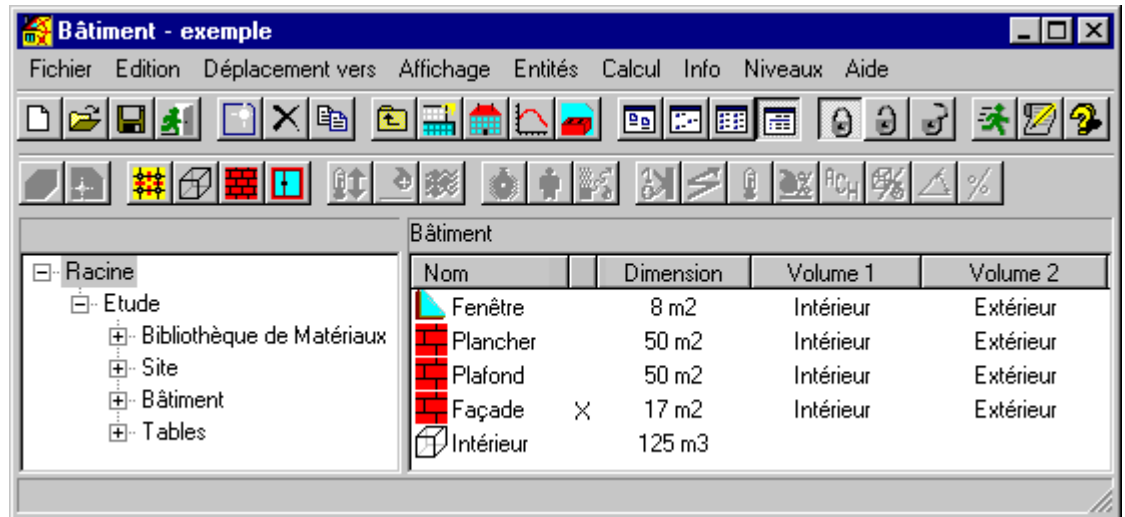 Bâtiment - exemple
Fichier Edition Déplacement vers Affichage Entités Calcul Info Niveaux Aide
ACH %
Bâtiment
Racine
Etude
Bibliothèque de Matériaux
Site
Bâtiment
Tables
Nom Dimension Volume 1 Volume 2
Fenêtre 8 m2 Intérieur Extérieur
Plancher 50 m2 Intérieur Extérieur
Plafond 50 m2 Intérieur Extérieur
Façade X 17 m2 Intérieur Extérieur
Intérieur 125 m3